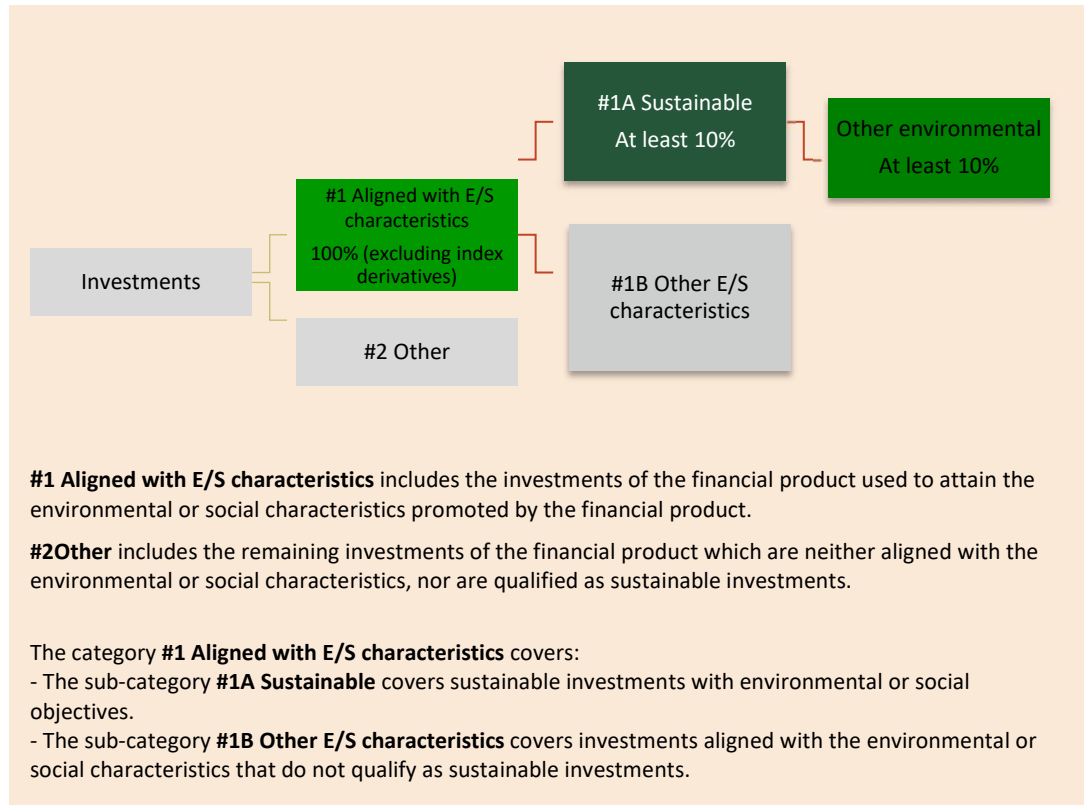 #1A Sustainable
At least 10%
Other environmental
At least 10%
#1 Aligned with E/S
characteristics
100% (excluding index
derivatives)
Investments
#1B Other E/S
characteristics
#2 Other
#1 Aligned with E/S characteristics includes the investments of the financial product used to attain the
environmental or social characteristics promoted by the financial product.
#2Other includes the remaining investments of the financial product which are neither aligned with the
environmental or social characteristics, nor are qualified as sustainable investments.
The category #1 Aligned with E/S characteristics covers:
- The sub-category #1A Sustainable covers sustainable investments with environmental or social
objectives.
- The sub-category #1B Other E/S characteristics covers investments aligned with the environmental or
social characteristics that do not qualify as sustainable investments.